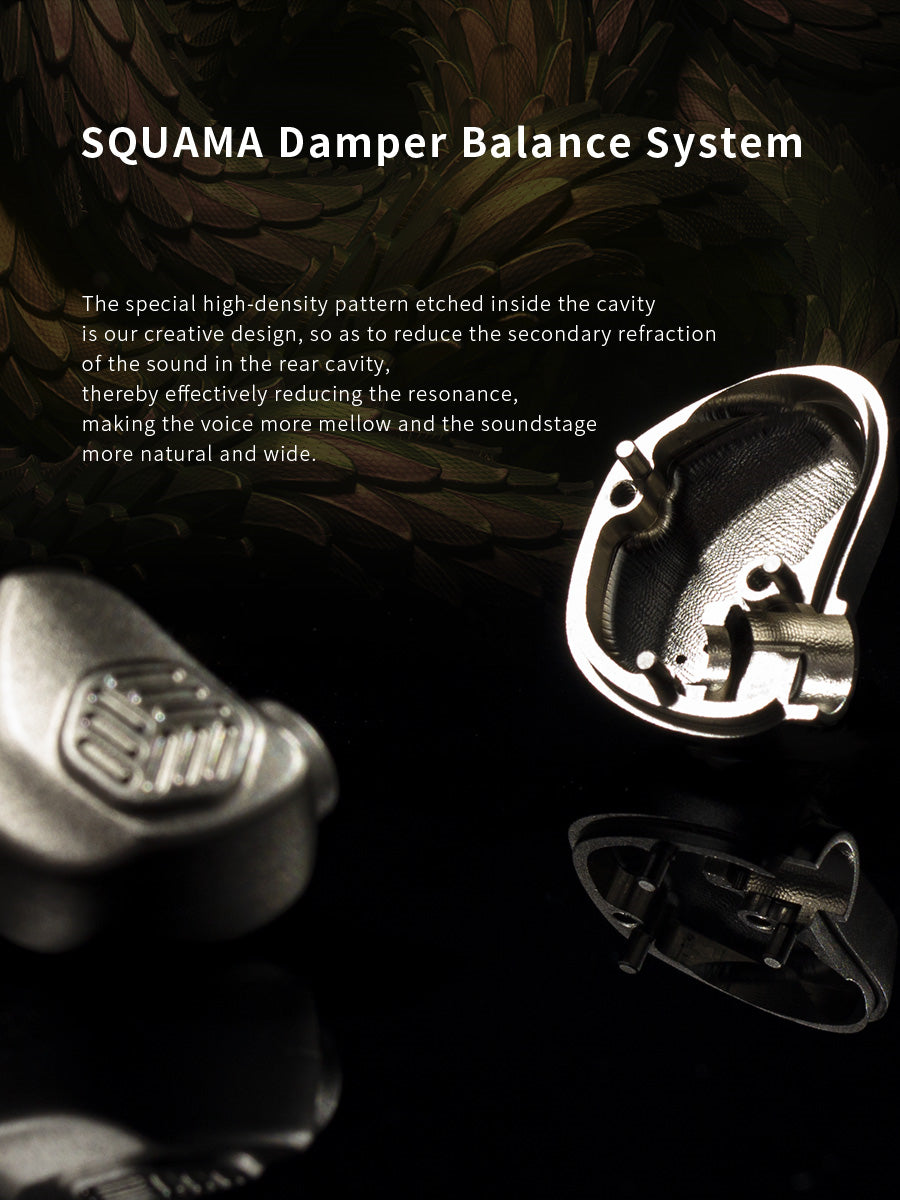 SQUAMA Damper Balance System
The special high-density pattern etched inside the cavity
is our creative design, so as to reduce the secondary refraction
of the sound in the rear cavity,
thereby effectively reducing the resonance,
making the voice more mellow and the soundstage
more natural and wide.